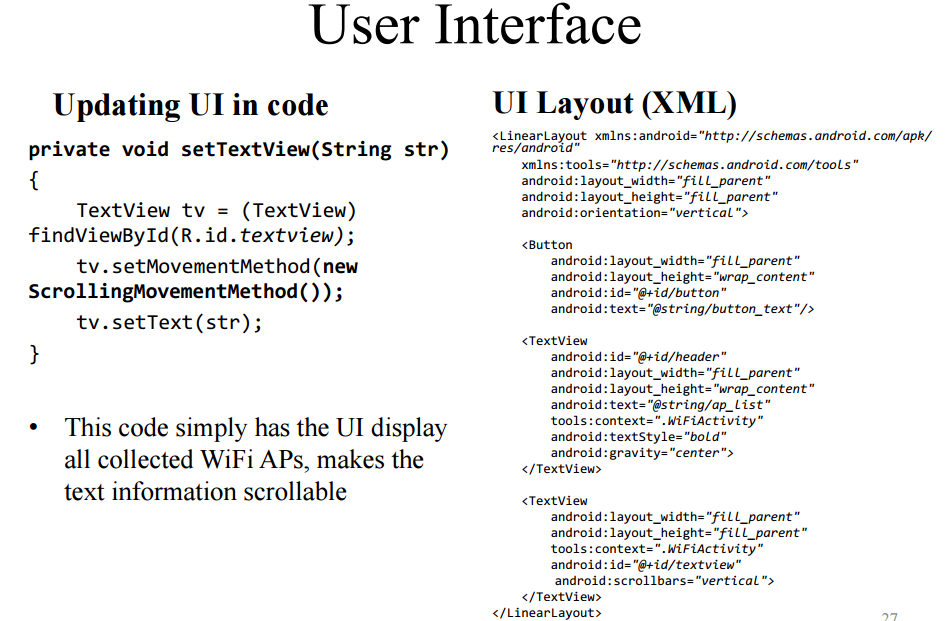 User Interface
Updating UI in code
private void setTextView(String str)
{
TextView tv = (TextView)
findViewById(R.id.textview);
tv.setMovementMethod(new
ScrollingMovementMethod());
tv.setText(str);
}
• This code simply has the UI display
all collected WiFi APs, makes the
text information scrollable
UI Layout (XML)
<LinearLayout xmlns:android="http://schemas.android.com/apk/
res/android"
xmlns:tools="http://schemas.android.com/tools"
android:layout_width="fill_parent"
android:layout_height="fill_parent"
android:orientation="vertical">
<Button
android:layout_width="fill_parent"
android:layout_height="wrap_content"
android:id="@+id/button"
android:text="@string/button_text"/>
<TextView
android:id="@+id/header"
android:layout_width="fill_parent"
android:layout_height="wrap_content"
android:text="@string/ap_list"
tools:context=".WiFiActivity"
android:textStyle="bold"
android:gravity="center">
</TextView>
<TextView
android:layout_width="fill_parent"
android:layout_height="fill_parent"
tools:context=".WiFiActivity"
android:id="@+id/textview"
android:scrollbars="vertical">
</TextView>
</LinearLayout>
27